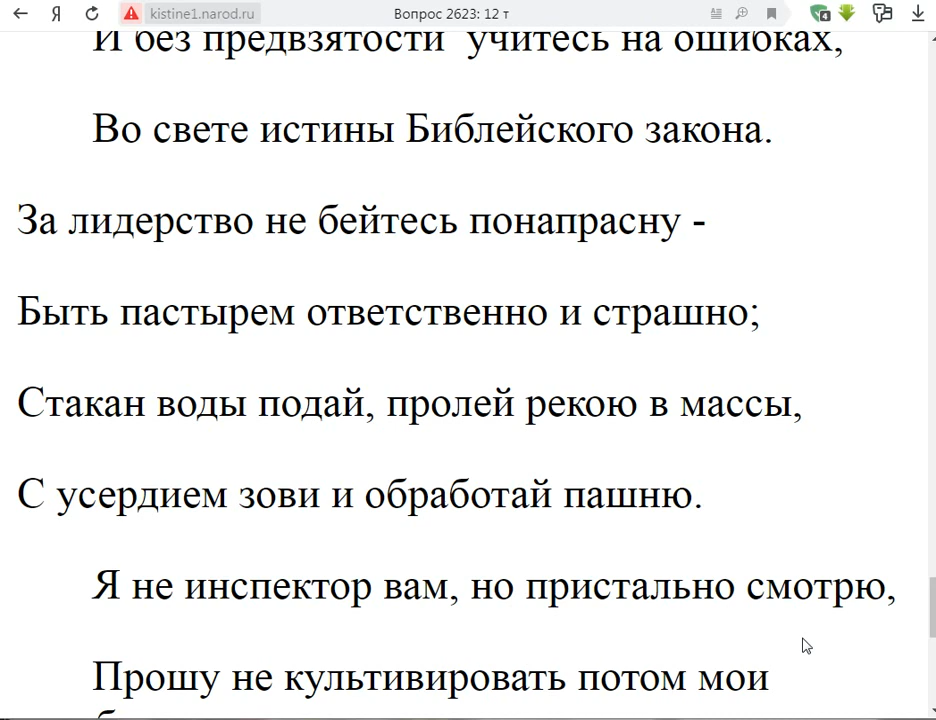 kistine1.narod.ru
Вопрос 2623: 12 т
4
И без предвзятости учитесь на ошибках,
Во свете истины Библейского закона.
За лидерство не бейтесь понапрасну -
Быть пастырем ответственно и страшно;
Стакан воды подай, пролей рекою в массы,
С усердием зови и обработай пашню.
Я не инспектор вам, но пристально смотрю,
Прошу не культивировать потом мои